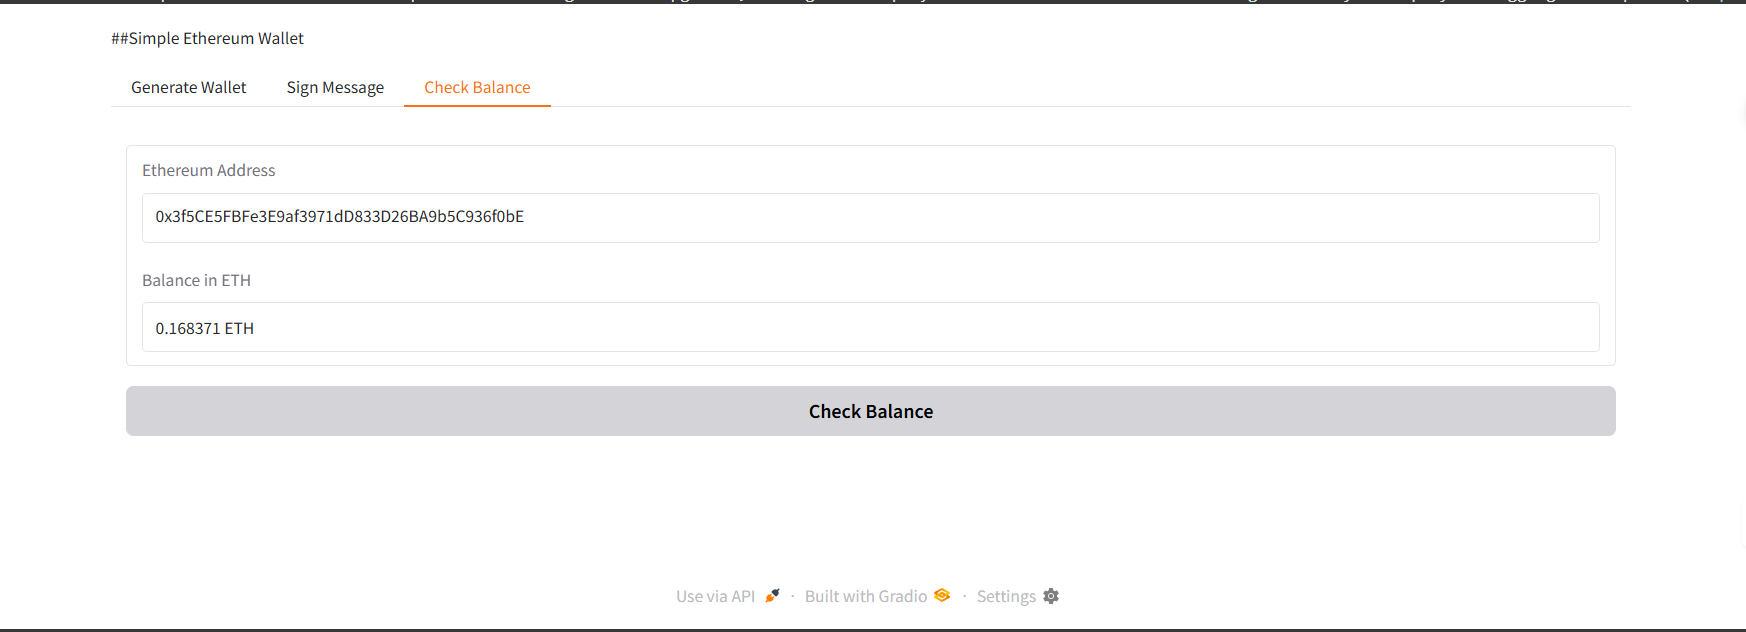 ##Simple Ethereum Wallet
Generate Wallet Sign Message Check Balance
Ethereum Address
0x3f5CE5FBFe3E9af3971dD833D26BA9b5C936f0bE
Balance in ETH
0.168371 ETH
Check Balance
Use via API · Built with Gradio · Settings